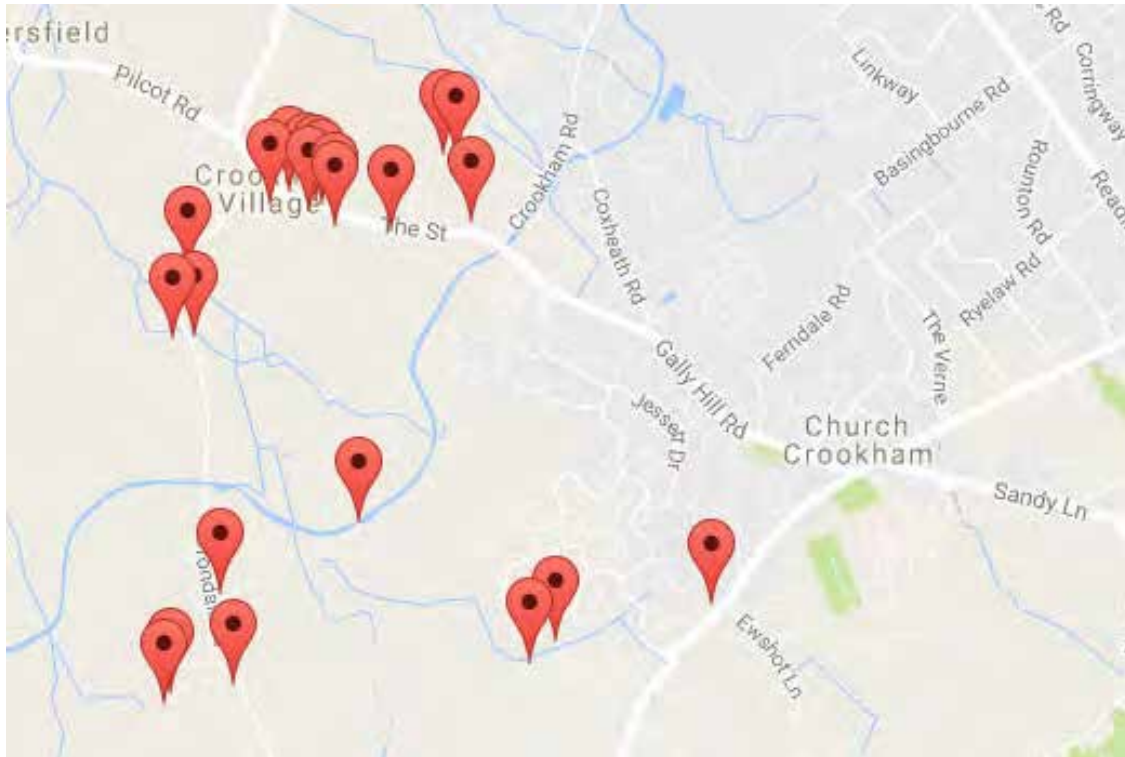 ersfield
Pilcot Rd
Linkway
Rd
Corringway
Basingbourne Rd
Rounton Rd
Crookham Rd
Coxheath Rd
Village
The St
Ryelaw Rd
Ferndale Rd
The Verne
Gally Hill Rd
Jessett Dr
Church
Crookham
Sandy Ln
Ewshot Ln